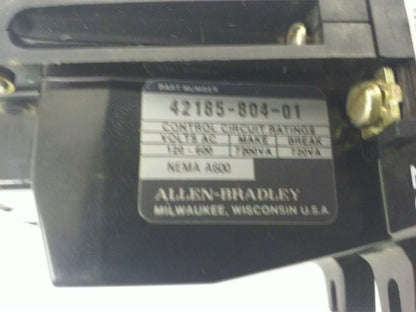 PART NUMBER
42185-804-01
CONTROL CIRCUIT RATINGS
VOLTS AC MAKE BREAK
120-600 7200VA 720VA
NEMA A600
ALLEN-BRADLEY
MILWAUKEE, WISCONSIN U.S.A.